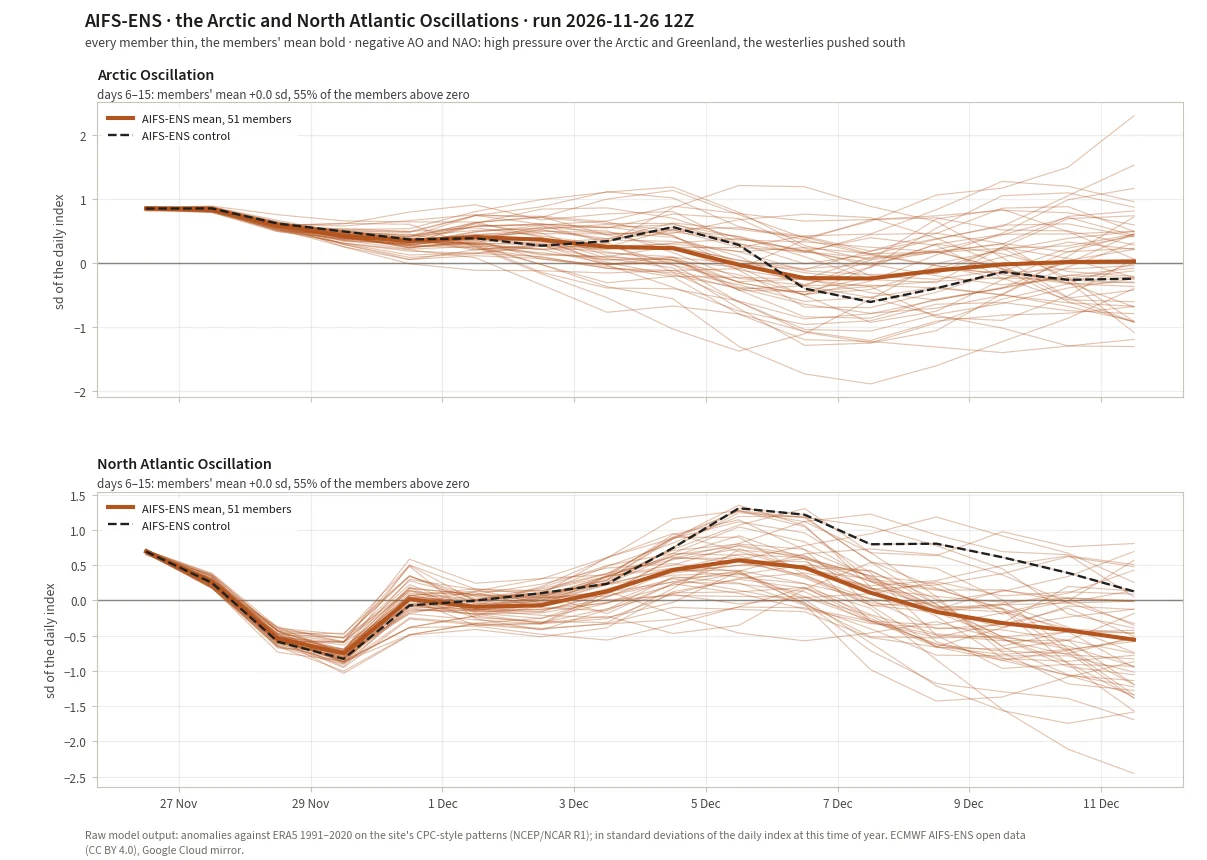 AIFS-ENS · the Arctic and North Atlantic Oscillations · run 2026-11-26 12Z
every member thin, the members' mean bold · negative AO and NAO: high pressure over the Arctic and Greenland, the westerlies pushed south
Arctic Oscillation
days 6–15: members' mean +0.0 sd, 55% of the members above zero
AIFS-ENS mean, 51 members
AIFS-ENS control
sd of the daily index
2
1
0
−1
−2
North Atlantic Oscillation
days 6–15: members' mean +0.0 sd, 55% of the members above zero
AIFS-ENS mean, 51 members
AIFS-ENS control
sd of the daily index
1.5
1.0
0.5
0.0
−0.5
−1.0
−1.5
−2.0
−2.5
27 Nov
29 Nov
1 Dec
3 Dec
5 Dec
7 Dec
9 Dec
11 Dec
Raw model output: anomalies against ERA5 1991–2020 on the site's CPC-style patterns (NCEP/NCAR R1); in standard deviations of the daily index at this time of year. ECMWF AIFS-ENS open data
(CC BY 4.0), Google Cloud mirror.